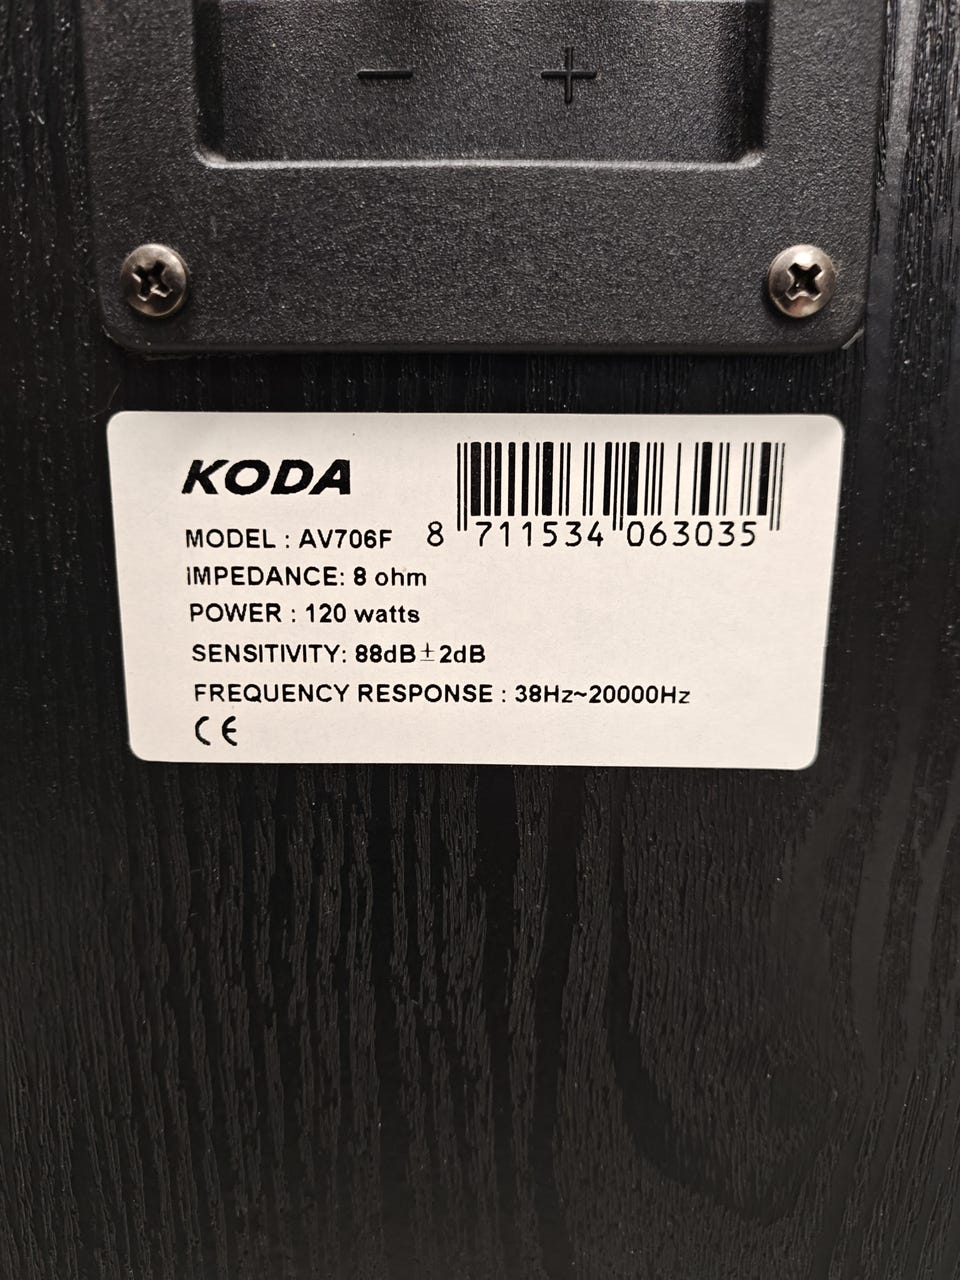 − +
KODA
MODEL : AV706F
8 711534 063035
IMPEDANCE: 8 ohm
POWER : 120 watts
SENSITIVITY: 88dB±2dB
FREQUENCY RESPONSE : 38Hz~20000Hz
CE